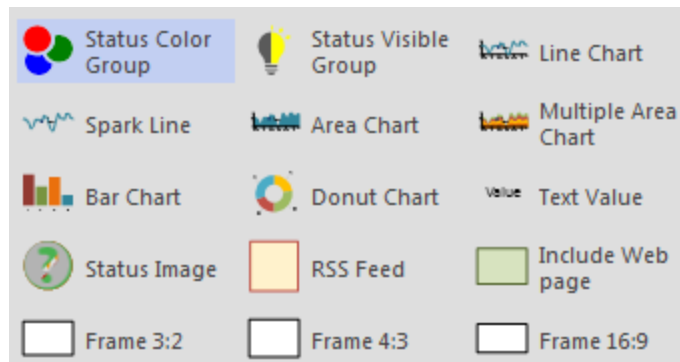 Status Color
Group
Status Visible
Group
Line Chart
Spark Line
Area Chart
Multiple Area
Chart
Bar Chart
Donut Chart
Value
Text Value
Status Image
RSS Feed
Include Web
page
Frame 3:2
Frame 4:3
Frame 16:9